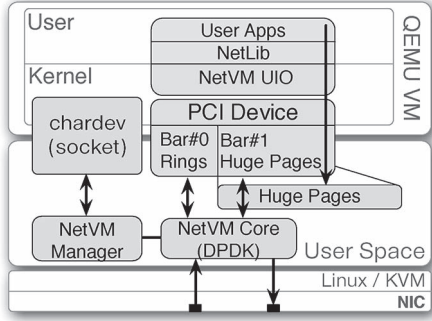 User
User Apps
NetLib
Kernel
NetVM UIO
QEMU VM
chardev
(socket)
PCI Device
Bar#0
Rings
Bar#1
Huge Pages
Huge Pages
NetVM
Manager
NetVM Core
(DPDK)
User Space
Linux / KVM
NIC